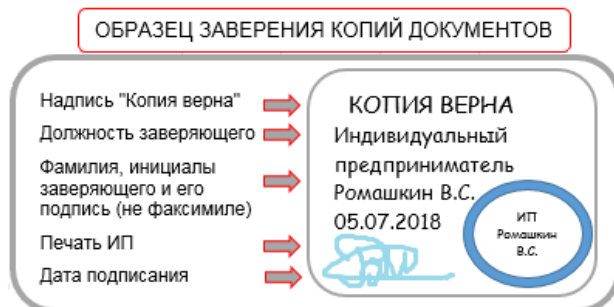 ОБРАЗЕЦ ЗАВЕРЕНИЯ КОПИЙ ДОКУМЕНТОВ
Надпись "Копия верна"
Должность заверяющего
Фамилия, инициалы
заверяющего и его
подпись (не факсимиле)
Печать ИП
Дата подписания
КОПИЯ ВЕРНА
Индивидуальный
предприниматель
Ромашкин В.С.
05.07.2018
ИП
Ромашкин
В.С.